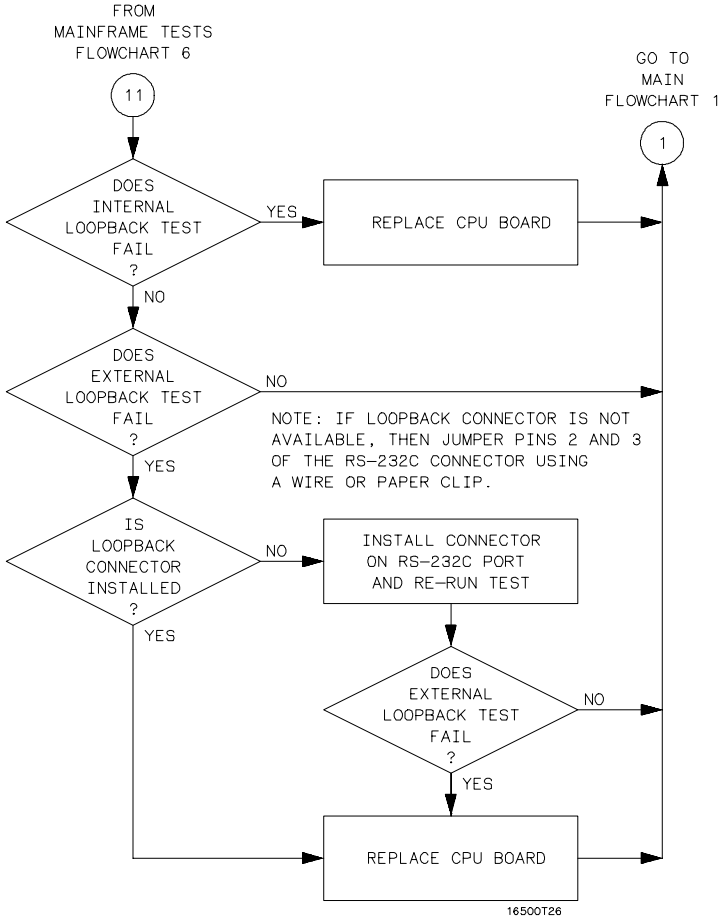 FROM
MAINFRAME TESTS
FLOWCHART 6
11
GO TO
MAIN
FLOWCHART 1
1
DOES
INTERNAL
LOOPBACK TEST
FAIL
?
YES
REPLACE CPU BOARD
NO
DOES
EXTERNAL
LOOPBACK TEST
FAIL
?
NO
YES
NOTE: IF LOOPBACK CONNECTOR IS NOT
AVAILABLE, THEN JUMPER PINS 2 AND 3
OF THE RS-232C CONNECTOR USING
A WIRE OR PAPER CLIP.
IS
LOOPBACK
CONNECTOR
INSTALLED
?
NO
YES
INSTALL CONNECTOR
ON RS-232C PORT
AND RE-RUN TEST
DOES
EXTERNAL
LOOPBACK TEST
FAIL
?
NO
YES
REPLACE CPU BOARD
16500T26